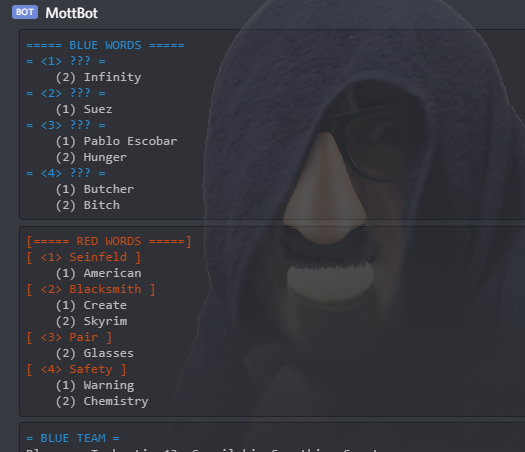 BOT MottBot
===== BLUE WORDS =====
= <1> ??? =
(2) Infinity
= <2> ??? =
(1) Suez
= <3> ??? =
(1) Pablo Escobar
(2) Hunger
= <4> ??? =
(1) Butcher
(2) Bitch
[===== RED WORDS =====]
[ <1> Seinfeld ]
(1) American
[ <2> Blacksmith ]
(1) Create
(2) Skyrim
[ <3> Pair ]
(2) Glasses
[ <4> Safety ]
(1) Warning
(2) Chemistry
= BLUE TEAM =